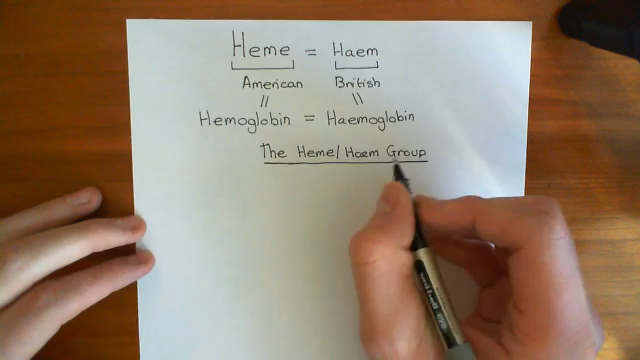 Heme = Haem
American British
= =
Hemoglobin = Haemoglobin
The Heme/Haem Group